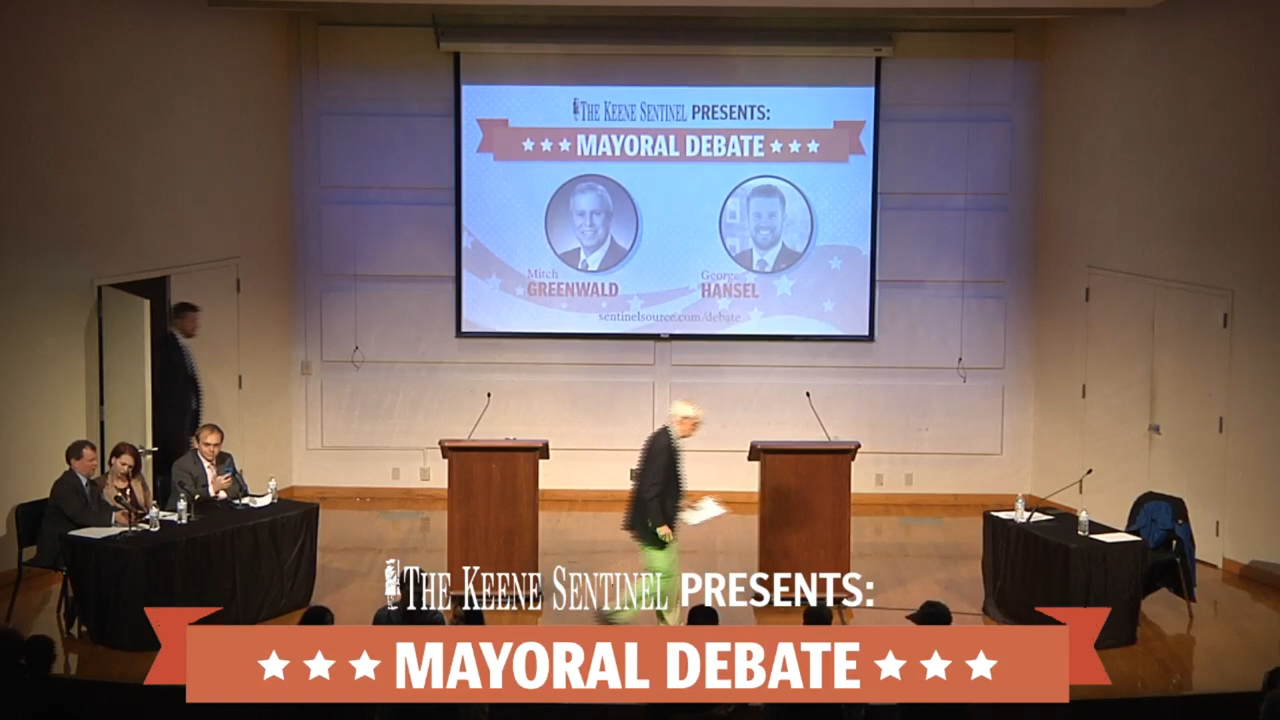 THE KEENE SENTINEL PRESENTS:
MAYORAL DEBATE
Mitch
GREENWALD
George
HANSEL
sentinelsource.com/debate
THE KEENE SENTINEL PRESENTS:
MAYORAL DEBATE